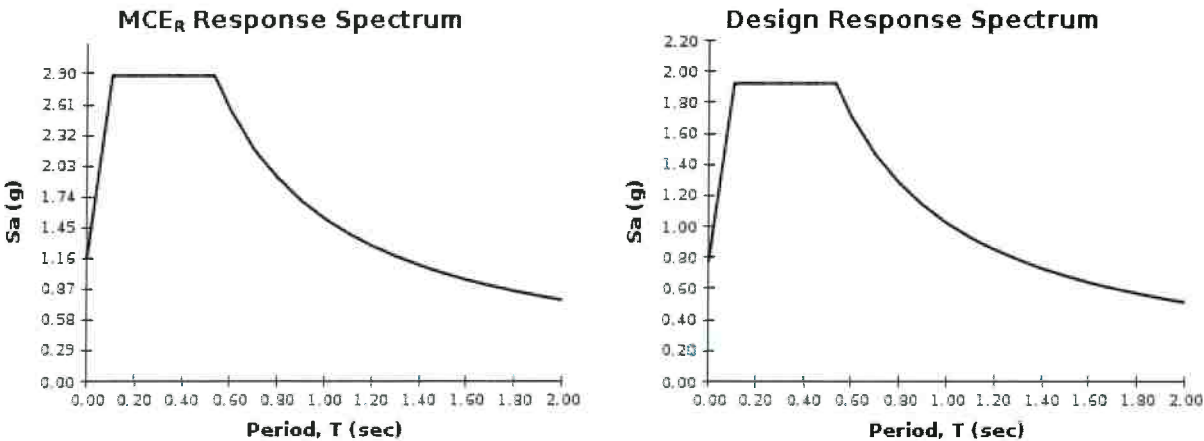 MCE_R Response Spectrum
Sa (g)
2.90
2.61
2.32
2.03
1.74
1.45
1.16
0.87
0.58
0.29
0.00
0.00 0.20 0.40 0.60 0.80 1.00 1.20 1.40 1.60 1.80 2.00
Period, T (sec)
Design Response Spectrum
Sa (g)
2.20
2.00
1.80
1.60
1.40
1.20
1.00
0.80
0.60
0.40
0.20
0.00
0.00 0.20 0.40 0.60 0.80 1.00 1.20 1.40 1.60 1.80 2.00
Period, T (sec)